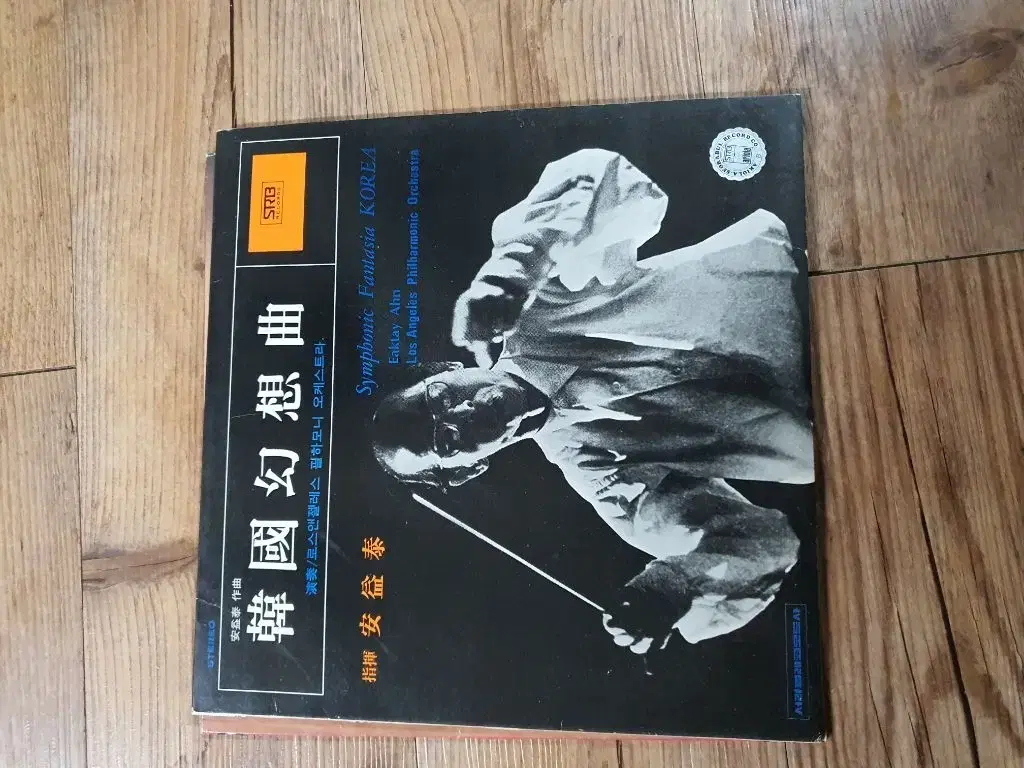 STEREO
安益泰 作曲
韓國幻想曲
演奏/로스앤젤레스 필하모니 오케스트라.
SRB
RECORDS
指揮 安益泰
Symphonic Fantasia KOREA
Eaktay Ahn
Los Angeles Philharmonic Orchestra
SRB